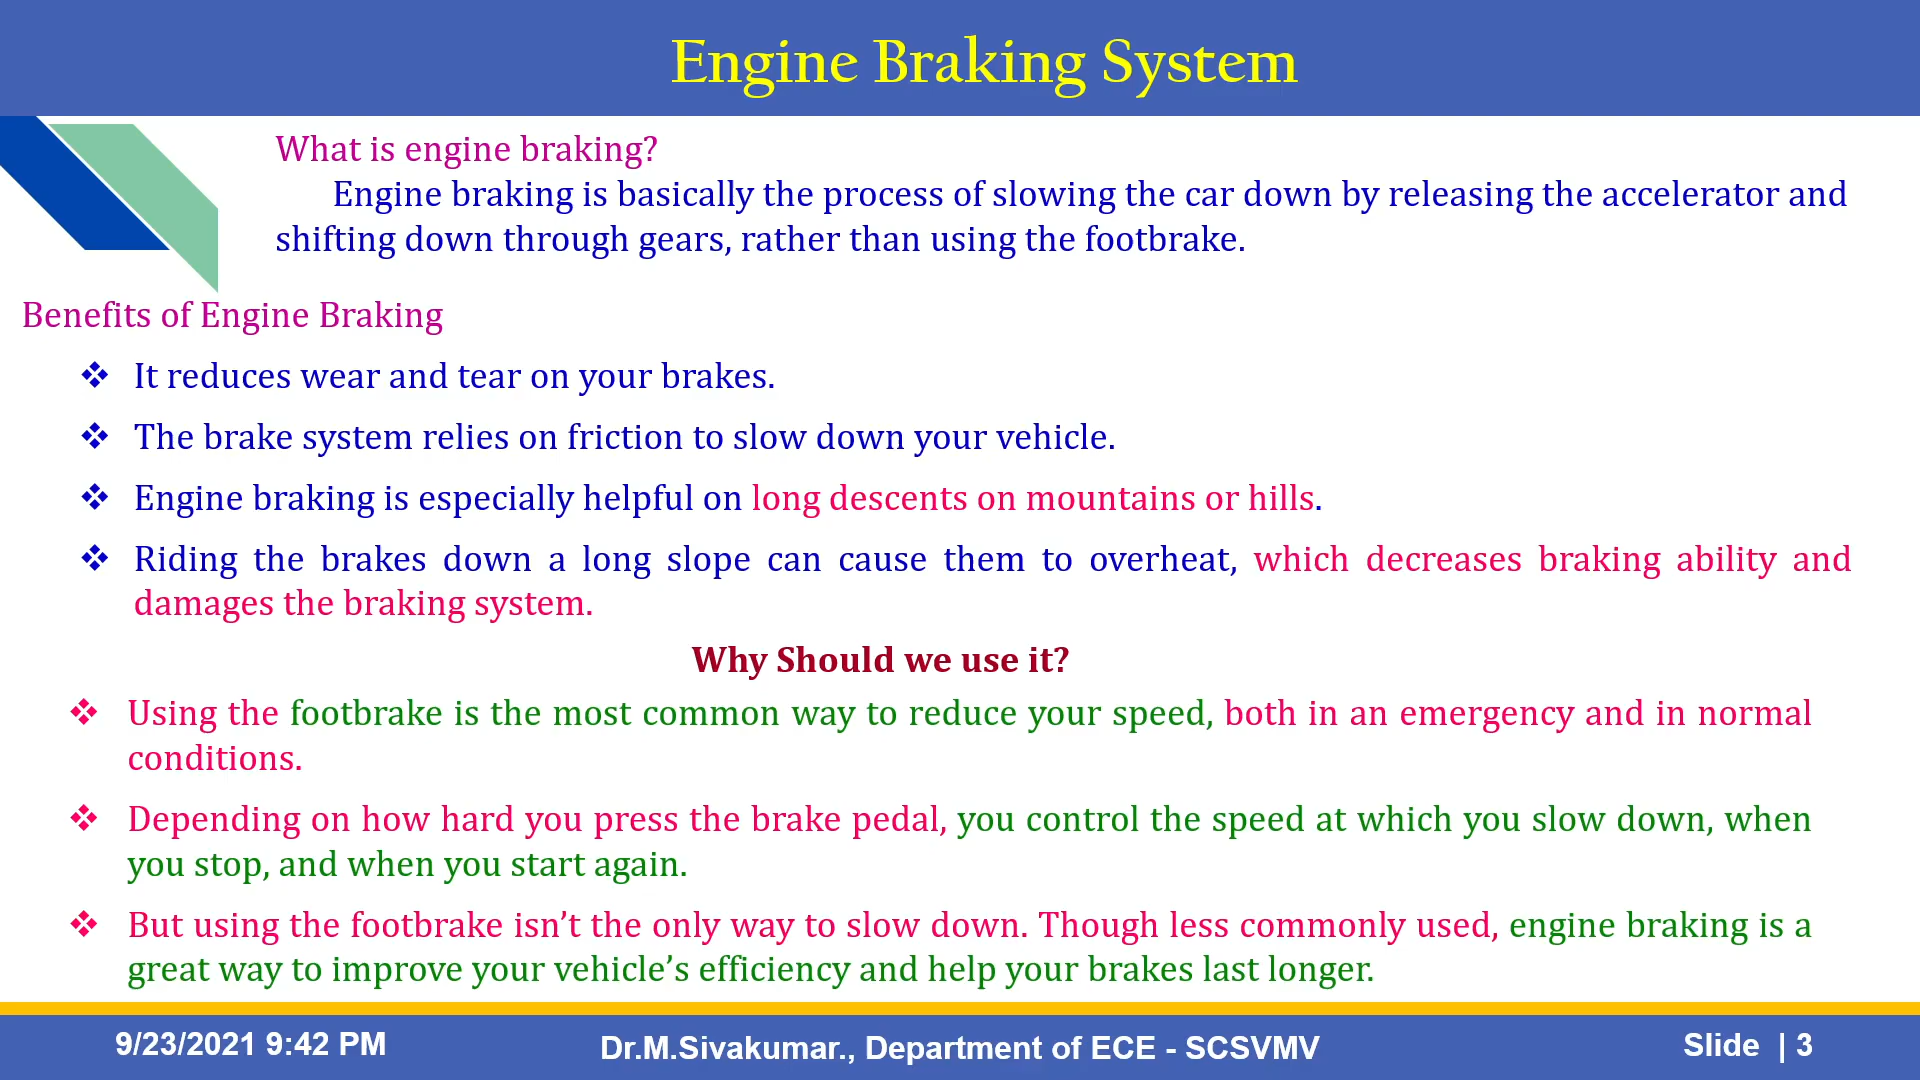 Engine Braking System
What is engine braking?
Engine braking is basically the process of slowing the car down by releasing the accelerator and
shifting down through gears, rather than using the footbrake.
Benefits of Engine Braking
❖ It reduces wear and tear on your brakes.
❖ The brake system relies on friction to slow down your vehicle.
❖ Engine braking is especially helpful on long descents on mountains or hills.
❖ Riding the brakes down a long slope can cause them to overheat, which decreases braking ability and
damages the braking system.
Why Should we use it?
❖ Using the footbrake is the most common way to reduce your speed, both in an emergency and in normal
conditions.
❖ Depending on how hard you press the brake pedal, you control the speed at which you slow down, when
you stop, and when you start again.
❖ But using the footbrake isn’t the only way to slow down. Though less commonly used, engine braking is a
great way to improve your vehicle’s efficiency and help your brakes last longer.
9/23/2021 9:42 PM
Dr.M.Sivakumar., Department of ECE - SCSVMV
Slide | 3